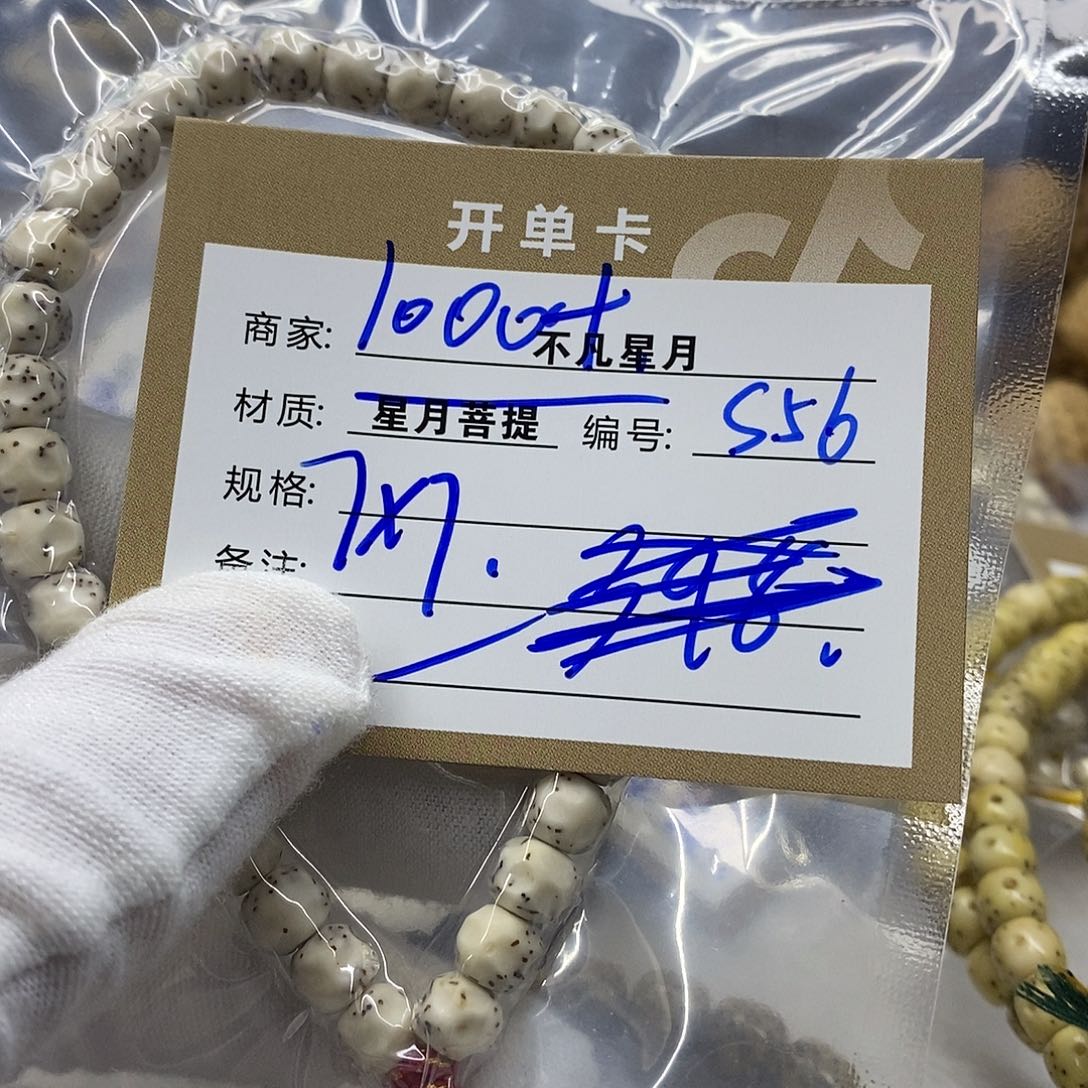 开单卡
商家: 1000+ 不凡星月
材质: 星月菩提 编号: 556
规格: 7x7.
备注: